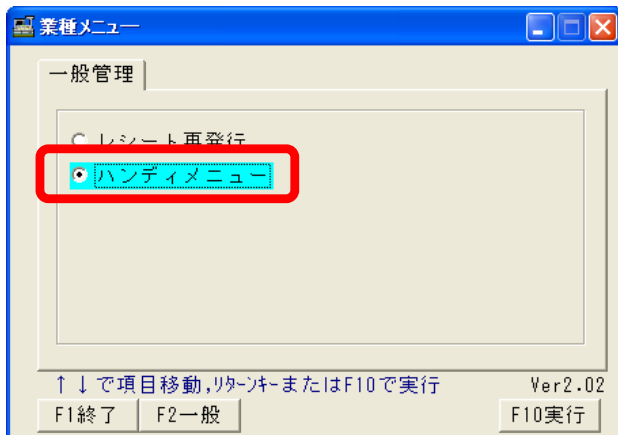 業種ﾒﾆｭｰ
一般管理
レシート再発行
ハンディメニュー
↑↓で項目移動,ﾘﾀｰﾝｷｰまたはF10で実行 Ver2.02
F1終了 F2一般 F10実行